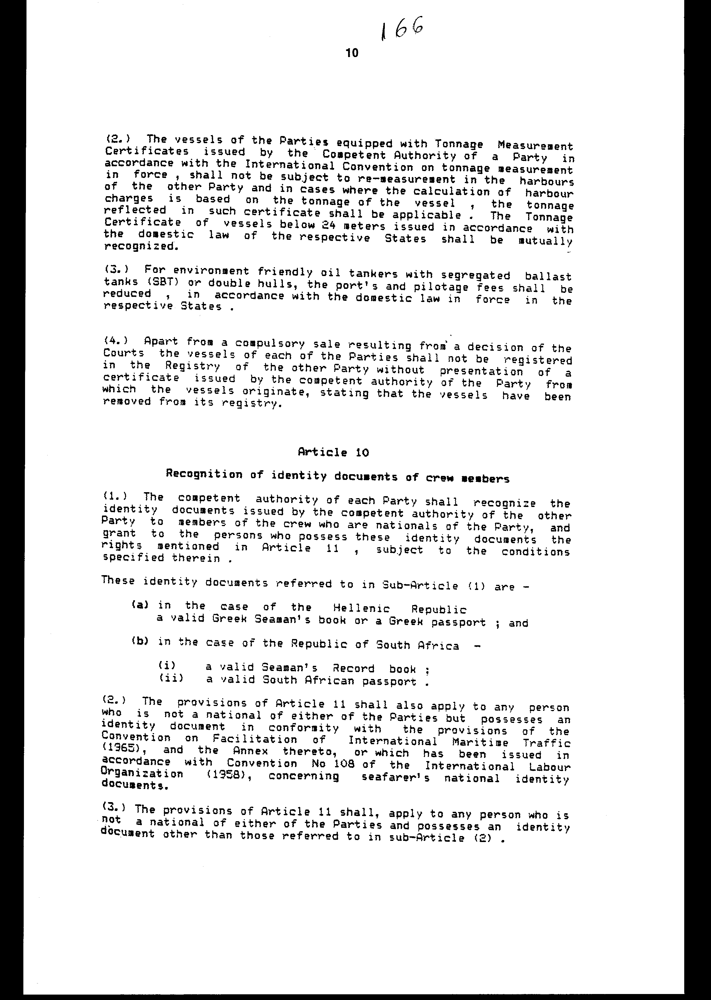 166
10
(2.) The vessels of the Parties equipped with Tonnage Measurement
Certificates issued by the Competent Authority of a Party in
accordance with the International Convention on tonnage measurement
in force , shall not be subject to re-measurement in the harbours
of the other Party and in cases where the calculation of harbour
charges is based on the tonnage of the vessel , the tonnage
reflected in such certificate shall be applicable . The Tonnage
Certificate of vessels below 24 meters issued in accordance with
the domestic law of the respective States shall be mutually
recognized.
(3.) For environment friendly oil tankers with segregated ballast
tanks (SBT) or double hulls, the port's and pilotage fees shall be
reduced , in accordance with the domestic law in force in the
respective States .
(4.) Apart from a compulsory sale resulting from a decision of the
Courts the vessels of each of the Parties shall not be registered
in the Registry of the other Party without presentation of a
certificate issued by the competent authority of the Party from
which the vessels originate, stating that the vessels have been
removed from its registry.
Article 10
Recognition of identity documents of crew members
(1.) The competent authority of each Party shall recognize the
identity documents issued by the competent authority of the other
Party to members of the crew who are nationals of the Party, and
grant to the persons who possess these identity documents the
rights mentioned in Article 11 , subject to the conditions
specified therein .
These identity documents referred to in Sub-Article (1) are -
(a) in the case of the Hellenic Republic
a valid Greek Seaman's book or a Greek passport ; and
(b) in the case of the Republic of South Africa -
(i) a valid Seaman's Record book ;
(ii) a valid South African passport .
(2.) The provisions of Article 11 shall also apply to any person
who is not a national of either of the Parties but possesses an
identity document in conformity with the provisions of the
Convention on Facilitation of International Maritime Traffic
(1965), and the Annex thereto, or which has been issued in
accordance with Convention No 108 of the International Labour
Organization (1958), concerning seafarer's national identity
documents.
(3.) The provisions of Article 11 shall, apply to any person who is
not a national of either of the Parties and possesses an identity
document other than those referred to in sub-Article (2) .